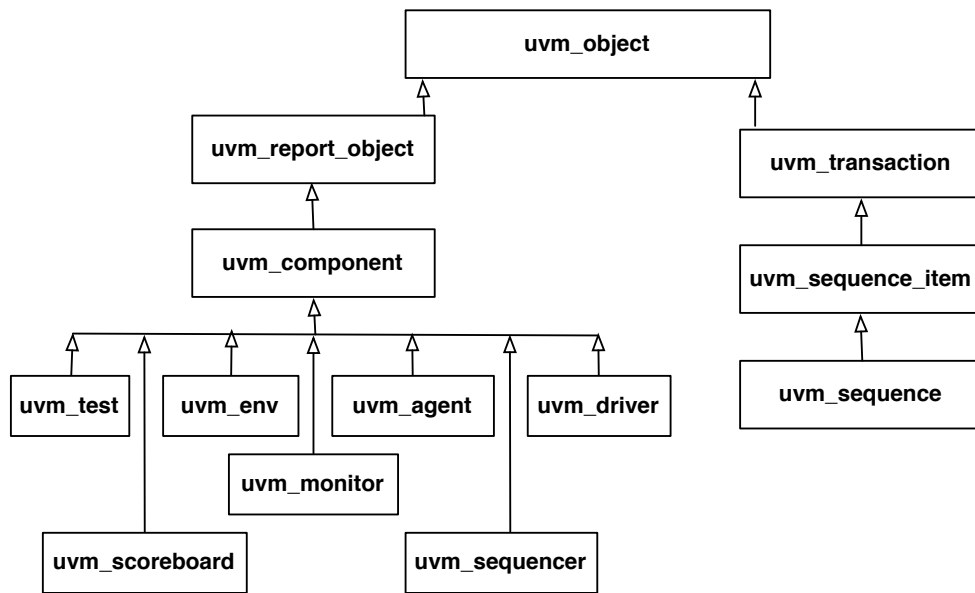 uvm_object
uvm_report_object
uvm_transaction
uvm_component
uvm_sequence_item
uvm_sequence
uvm_test
uvm_env
uvm_agent
uvm_driver
uvm_monitor
uvm_scoreboard
uvm_sequencer